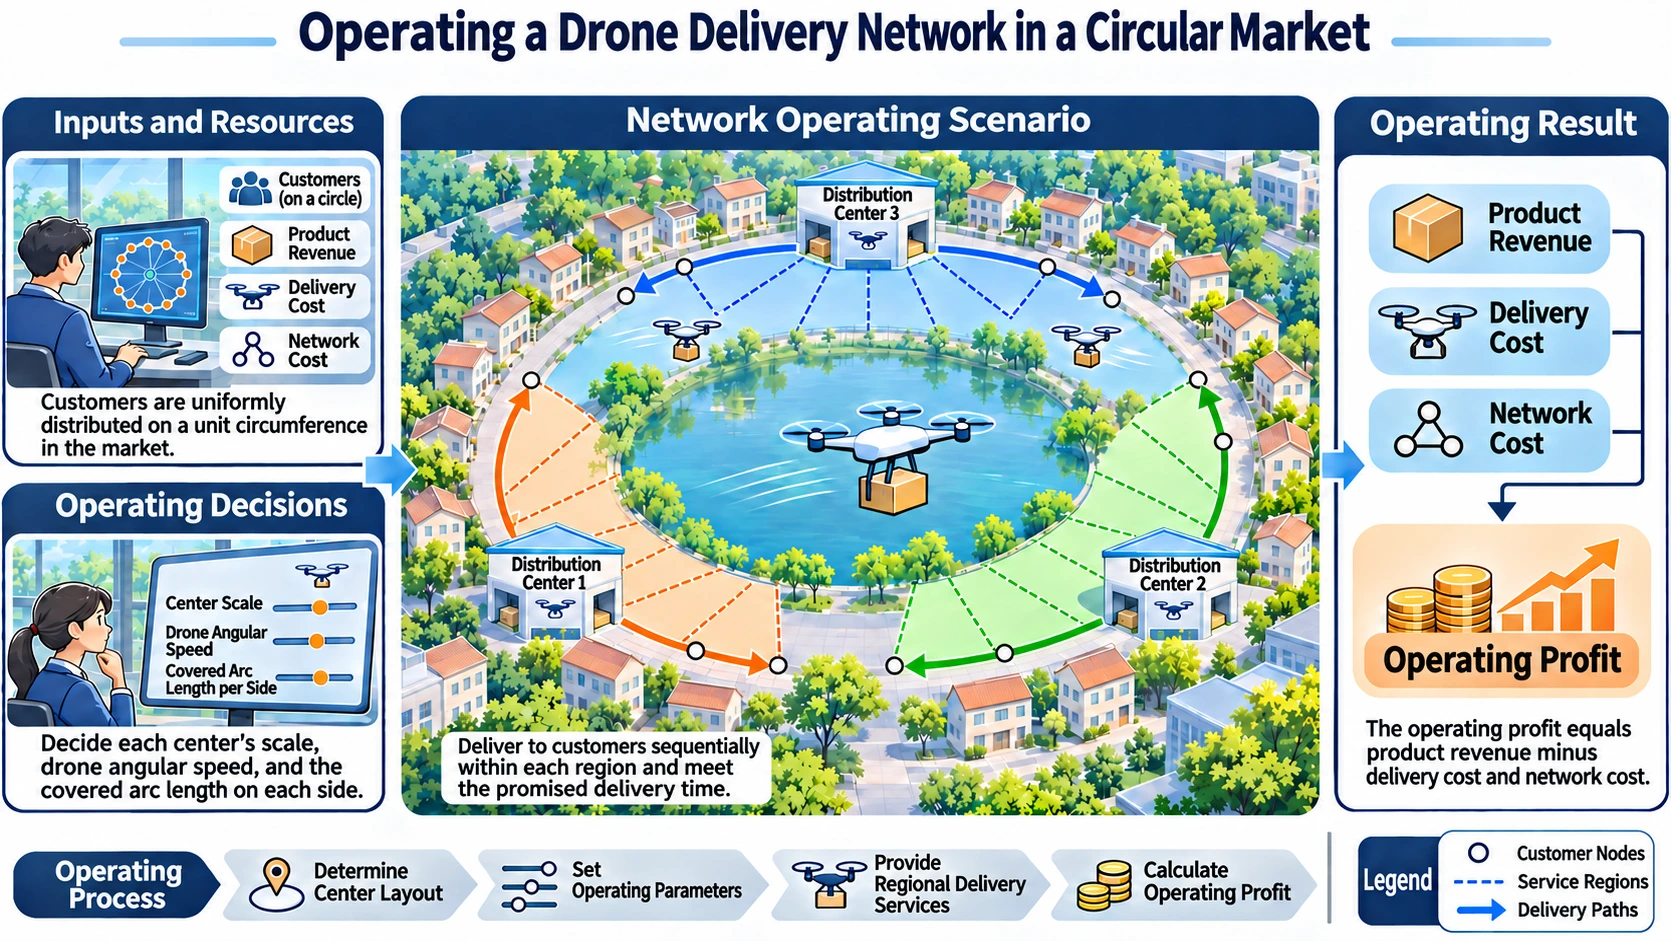 Operating a Drone Delivery Network in a Circular Market
Inputs and Resources
Customers
(on a circle)
Product
Revenue
Delivery
Cost
Network
Cost
Customers are uniformly
distributed on a unit circumference
in the market.
Operating Decisions
Center Scale
Drone Angular
Speed
Covered Arc
Length per Side
Decide each center's scale,
drone angular speed, and the
covered arc length on each side.
Network Operating Scenario
Distribution
Center 3
Distribution
Center 1
Distribution
Center 2
Deliver to customers sequentially
within each region and meet
the promised delivery time.
Operating Result
Product
Revenue
Delivery
Cost
Network
Cost
Operating Profit
The operating profit equals
product revenue minus
delivery cost and network cost.
Operating
Process
Determine
Center Layout
Set
Operating Parameters
Provide
Regional Delivery
Services
Calculate
Operating Profit
Legend
Customer Nodes
Service Regions
Delivery Paths